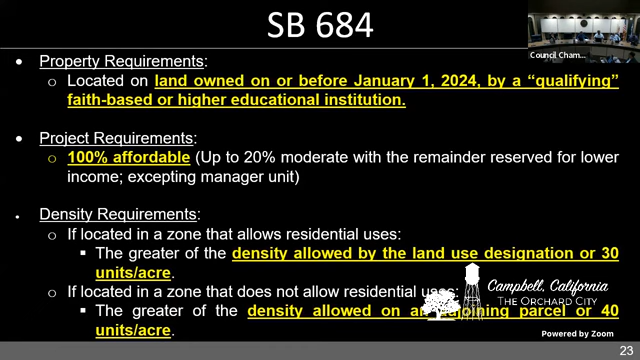 SB 684
Council Cham...
• Property Requirements:
o Located on land owned on or before January 1, 2024, by a “qualifying”
faith-based or higher educational institution.
• Project Requirements:
o 100% affordable (Up to 20% moderate with the remainder reserved for lower
income; excepting manager unit)
• Density Requirements:
o If located in a zone that allows residential uses:
▪ The greater of the density allowed by the land use designation or 30
units/acre.
o If located in a zone that does not allow residential uses:
▪ The greater of the density allowed on an adjoining parcel or 40
units/acre.
Campbell, California
THE ORCHARD CITY
Powered by Zoom
23